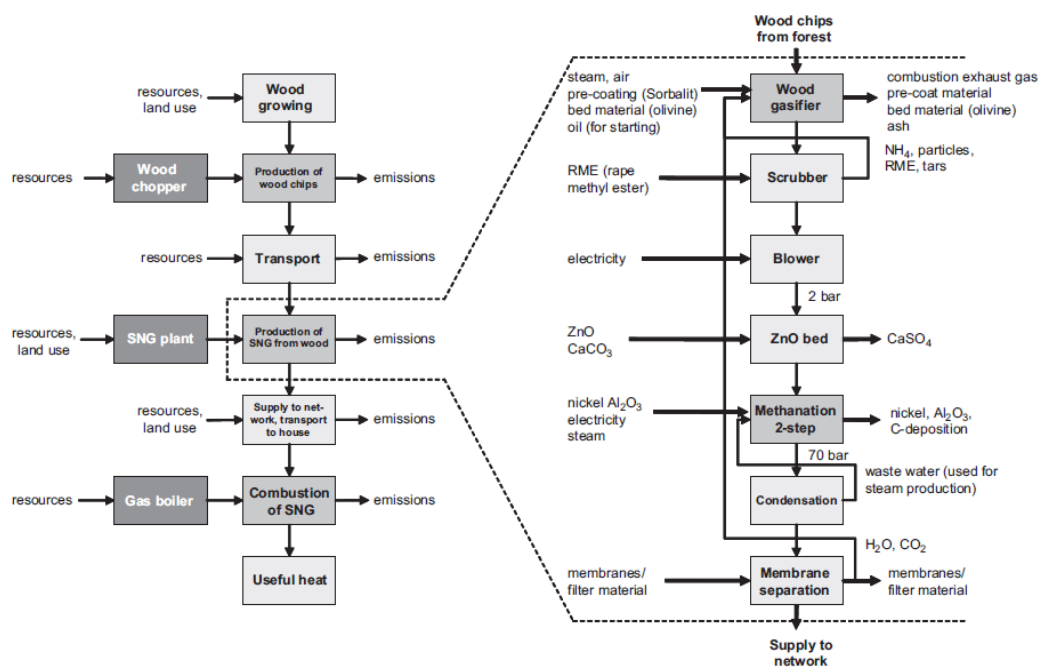 resources,
land use
Wood
growing
resources
Wood
chopper
Production of
wood chips
emissions
resources
Transport
emissions
resources,
land use
SNG plant
Production of
SNG from wood
emissions
resources,
land use
Supply to net-
work, transport
to house
emissions
resources
Gas boiler
Combustion
of SNG
emissions
Useful heat
Wood chips
from forest
steam, air
pre-coating (Sorbalit)
bed material (olivine)
oil (for starting)
Wood
gasifier
combustion exhaust gas
pre-coat material
bed material (olivine)
ash
NH₄, particles,
RME, tars
RME (rape
methyl ester)
Scrubber
electricity
Blower
2 bar
ZnO
CaCO₃
ZnO bed
CaSO₄
nickel Al₂O₃
electricity
steam
Methanation
2-step
nickel, Al₂O₃,
C-deposition
70 bar
waste water (used for
steam production)
Condensation
H₂O, CO₂
membranes/
filter material
Membrane
separation
membranes/
filter material
Supply to
network